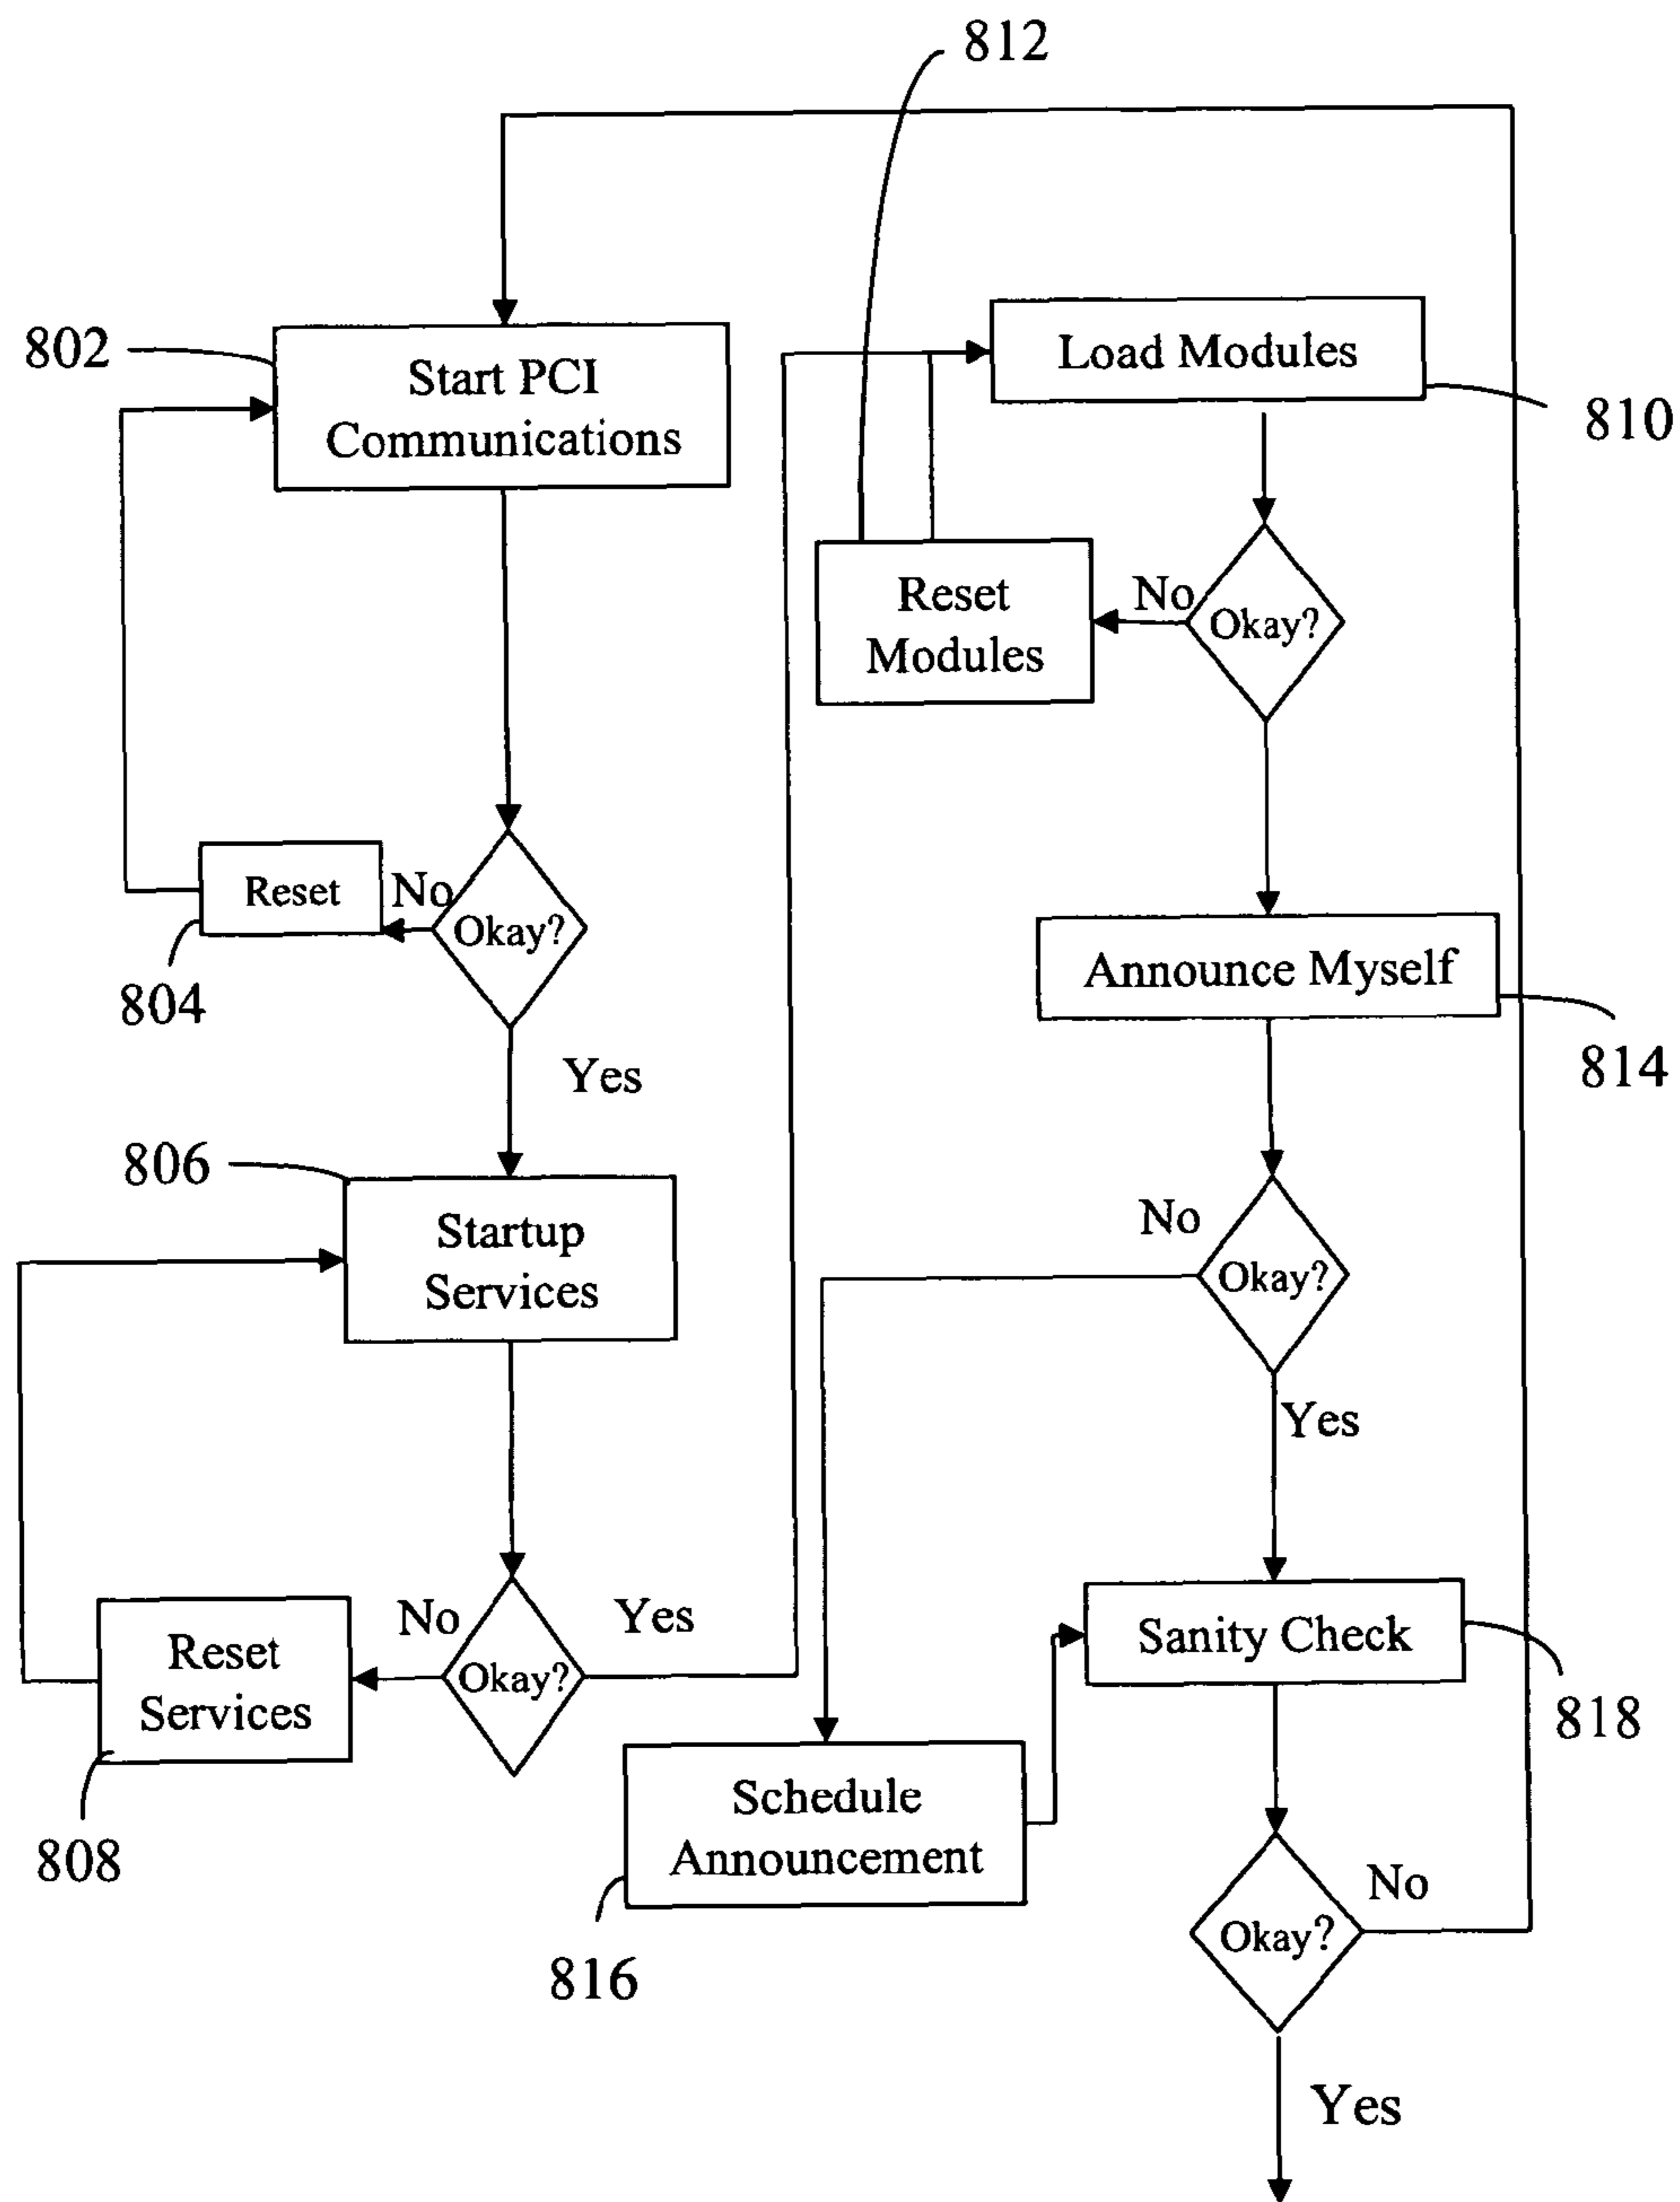 812
802
Start PCI
Communications
Load Modules
810
Reset
Modules
No
Okay?
Reset
No
Okay?
804
Announce Myself
814
Yes
806
Startup
Services
No
Okay?
Yes
Reset
Services
No
Okay?
Yes
808
Sanity Check
818
Schedule
Announcement
816
No
Okay?
Yes